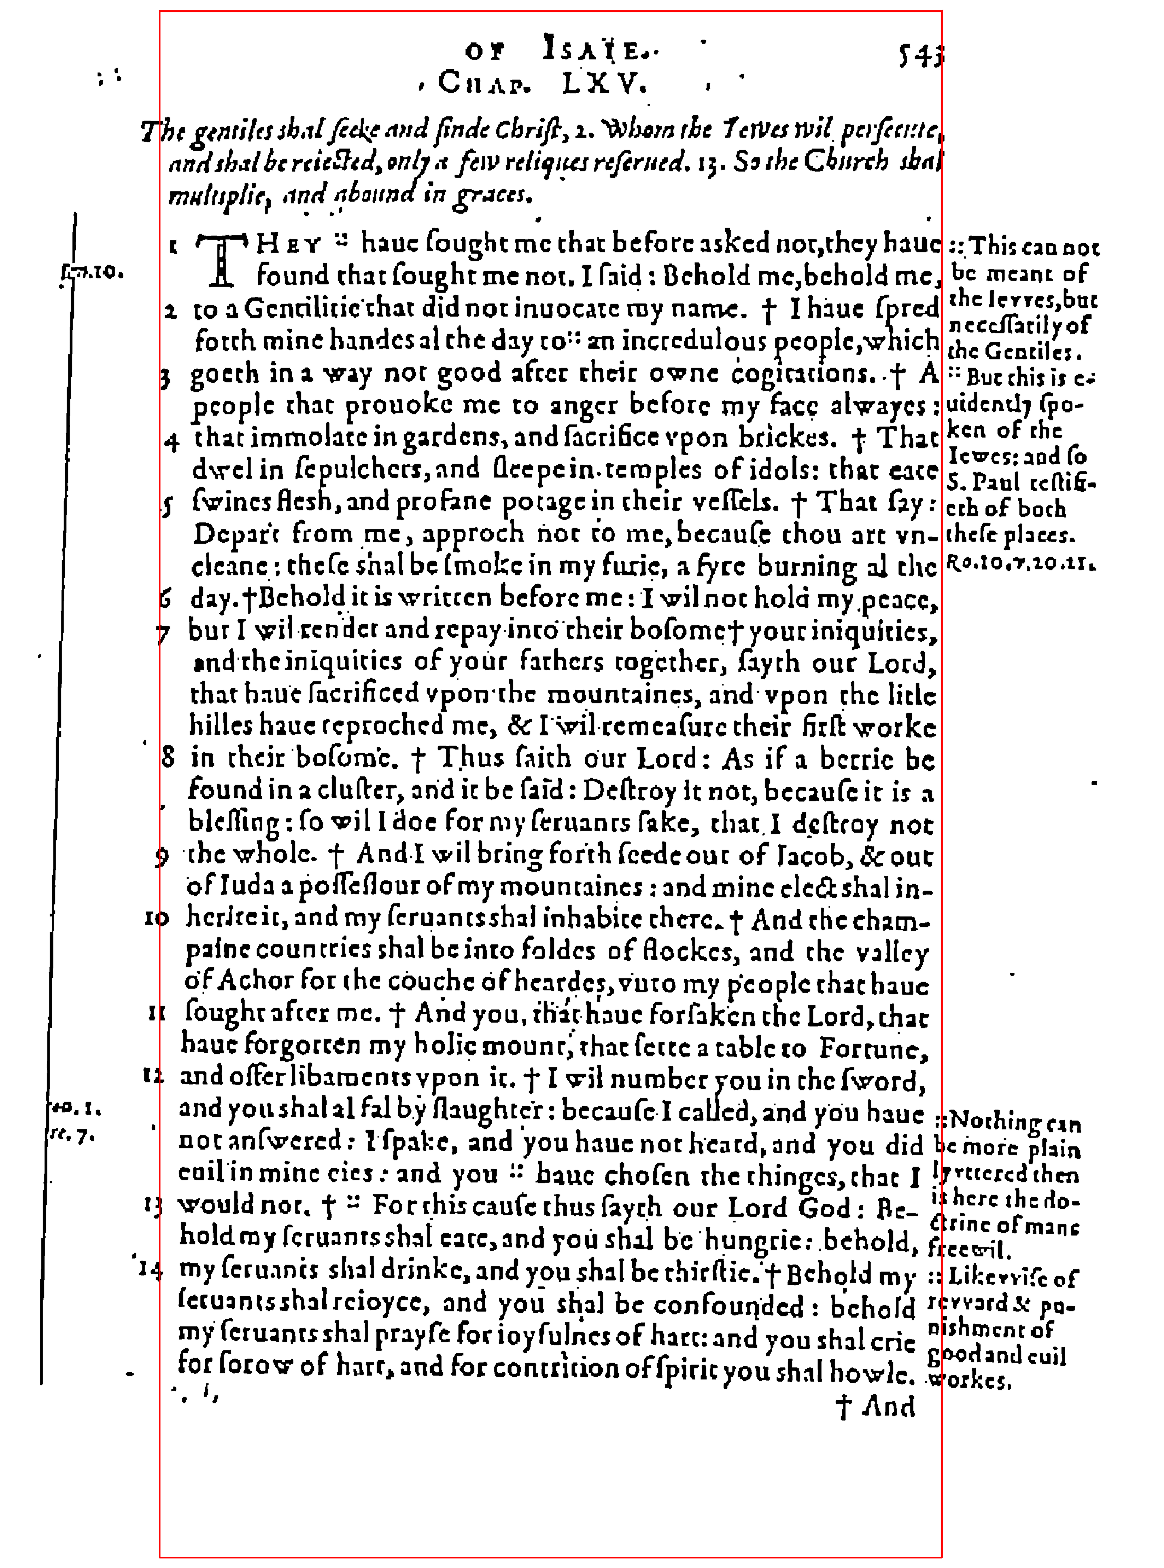 OF ISAIE. 543
CHAP. LXV.
The gentiles shal ſeeke and finde Chriſt, 2. Whom the Iewes wil perſecute,
and shal be reiected, only a few reliques reſerued. 13. So the Church shal
multiplie, and abound in graces.
1 THEY :: haue ſought me that before asked not, they haue
found that ſought me not. I ſaid: Behold me, behold me,
2 to a Gentilitie that did not inuocate my name. † I haue ſpred
forth mine handes al the day to :: an incredulous people, which
3 goeth in a way not good after their owne cogitations. † A
people that prouoke me to anger before my face alwayes:
4 that immolate in gardens, and ſacrifice vpon brickes. † That
dwel in ſepulchers, and ſleepe in temples of idols: that eate
5 ſwines fleſh, and profane potage in their veſſels. † That ſay:
Depart from me, approch not to me, becauſe thou art vn-
cleane: theſe shal be ſmoke in my furie, a fyre burning al the
6 day. † Behold it is written before me: I wil not hold my peace,
7 but I wil render and repay into their boſome † your iniquities,
and the iniquities of your fathers together, ſayth our Lord,
that haue ſacrificed vpon the mountaines, and vpon the litle
hilles haue reproched me, & I wil remeaſure their firſt worke
8 in their boſome. † Thus ſaith our Lord: As if a berrie be
found in a cluſter, and it be ſaid: Deſtroy it not, becauſe it is a
bleſſing: ſo wil I doe for my ſeruants ſake, that I deſtroy not
9 the whole. † And I wil bring forth ſeede out of Iacob, & out
of Iuda a poſſeſſour of my mountaines: and mine elect shal in-
10 herite it, and my ſeruants shal inhabite there. † And the cham-
paine countries shal be into foldes of flockes, and the valley
of Achor for the couche of heardes, vnto my people that haue
11 ſought after me. † And you, that haue forſaken the Lord, that
haue forgotten my holie mount, that ſette a table to Fortune,
12 and offer libaments vpon it. † I wil number you in the ſword,
and you shal al fal by ſlaughter: becauſe I called, and you haue
not anſwered: I ſpake, and you haue not heard, and you did
euil in mine eies: and you :: haue choſen the thinges, that I
13 would not. † :: For this cauſe thus ſayth our Lord God: Be-
hold my ſeruants shal eate, and you shal be hungrie: behold,
14 my ſeruants shal drinke, and you shal be thirſtie. † Behold my
ſeruants shal reioyce, and you shal be confounded: behold
my ſeruants shal prayſe for ioyfulnes of hart: and you shal crie
for ſorow of hart, and for contrition of ſpirit you shal howle.
† And
:: This can not
be meant of
the Iewes, but
neceſſarily of
the Gentiles.
:: But this is e-
uidently ſpo-
ken of the
Iewes: and ſo
S. Paul teſtifi-
eth of both
theſe places.
Ro. 10. v. 20. 21.
:: Nothing can
be more plain
ly vttered then
is here the do-
ctrine of mans
freewil.
:: Likewiſe of
reward & pu-
nishment of
good and euil
workes.
10.
1.
7.